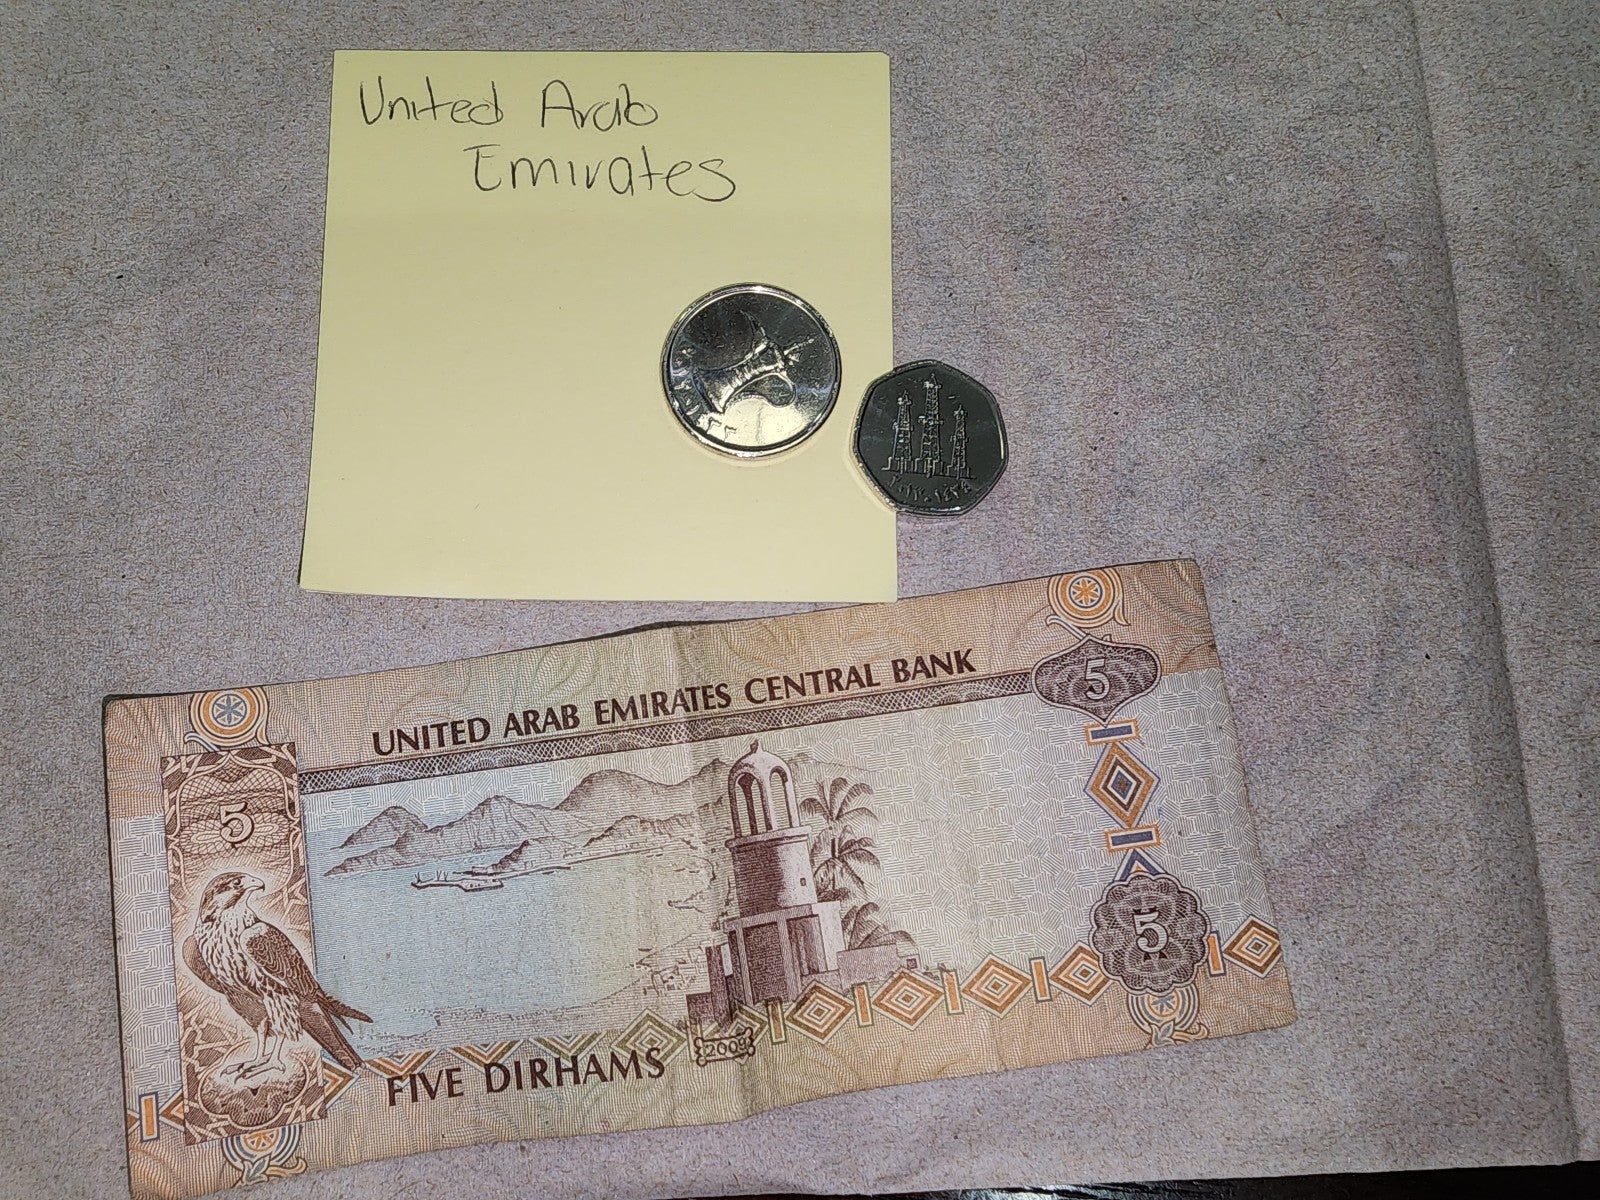 United Arab
Emirates
UNITED ARAB EMIRATES CENTRAL BANK
5
5
5
FIVE DIRHAMS
2009